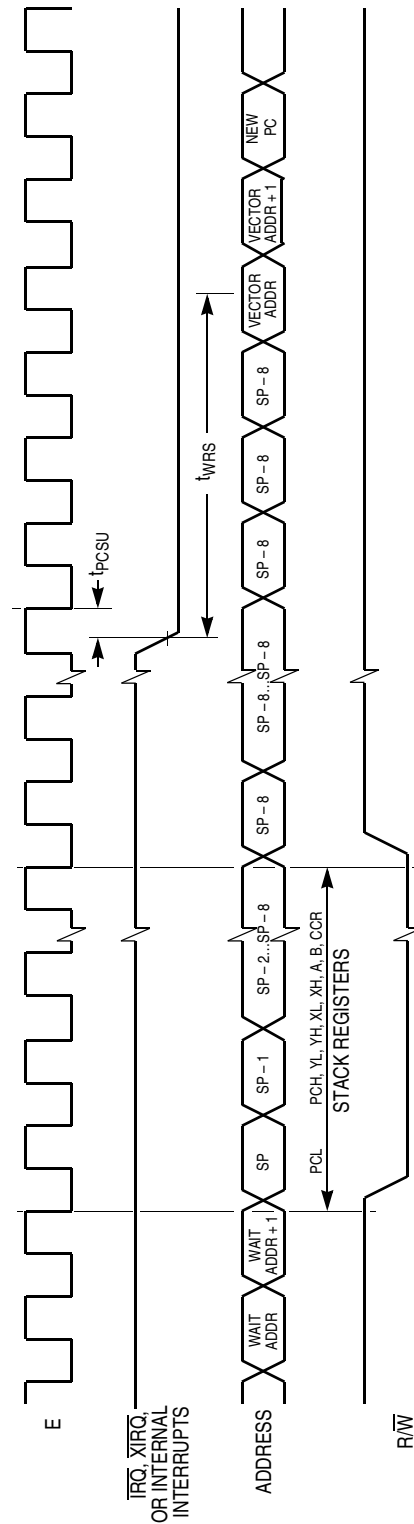 E
IRQ, XIRQ,
OR INTERNAL
INTERRUPTS
ADDRESS
R/W
tPCSU
tWRS
WAIT
ADDR
WAIT
ADDR + 1
SP
SP – 1
SP – 2...SP – 8
SP – 8
SP – 8...SP – 8
SP – 8
SP – 8
SP – 8
VECTOR
ADDR
VECTOR
ADDR + 1
NEW
PC
PCL
PCH, YL, YH, XL, XH, A, B, CCR
STACK REGISTERS